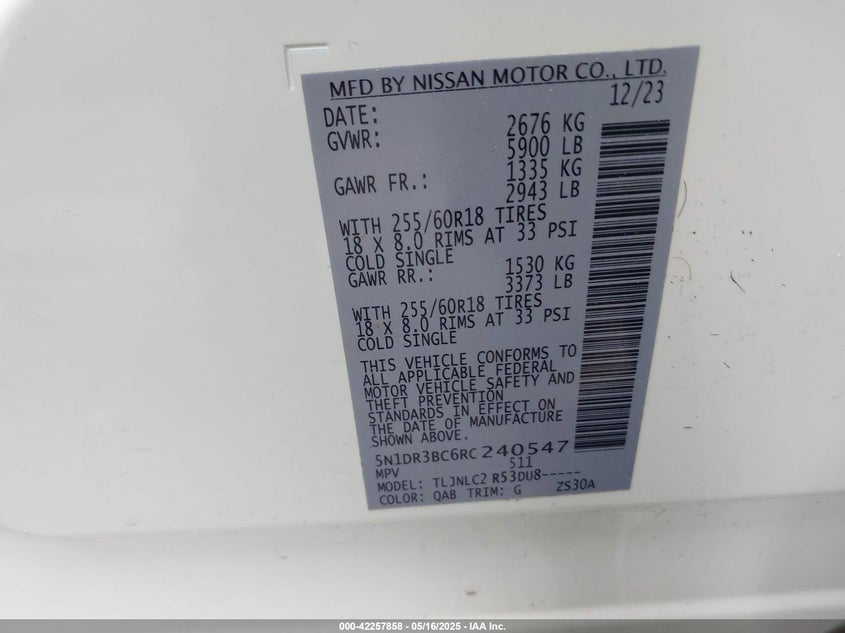 MFD BY NISSAN MOTOR CO., LTD.
DATE: 12/23
GVWR: 2676 KG
5900 LB
GAWR FR.: 1335 KG
2943 LB
WITH 255/60R18 TIRES
18 X 8.0 RIMS AT 33 PSI
COLD SINGLE
GAWR RR.: 1530 KG
3373 LB
WITH 255/60R18 TIRES
18 X 8.0 RIMS AT 33 PSI
COLD SINGLE
THIS VEHICLE CONFORMS TO
ALL APPLICABLE FEDERAL
MOTOR VEHICLE SAFETY AND
THEFT PREVENTION
STANDARDS IN EFFECT ON
THE DATE OF MANUFACTURE
SHOWN ABOVE.
5N1DR3BC6RC240547
MPV S11
MODEL: TLJNLC2 R53DU8-----
COLOR: QAB TRIM: G ZS30A
000-42257858 - 05/16/2025 - IAA Inc.